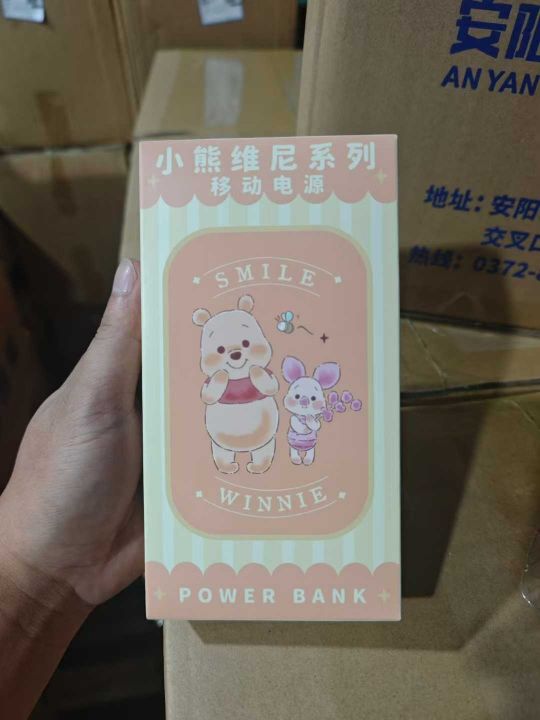 小熊维尼系列
移动电源
SMILE
WINNIE
POWER BANK
安阳
AN YAN
地址：安阳
交叉口
热线：0372-